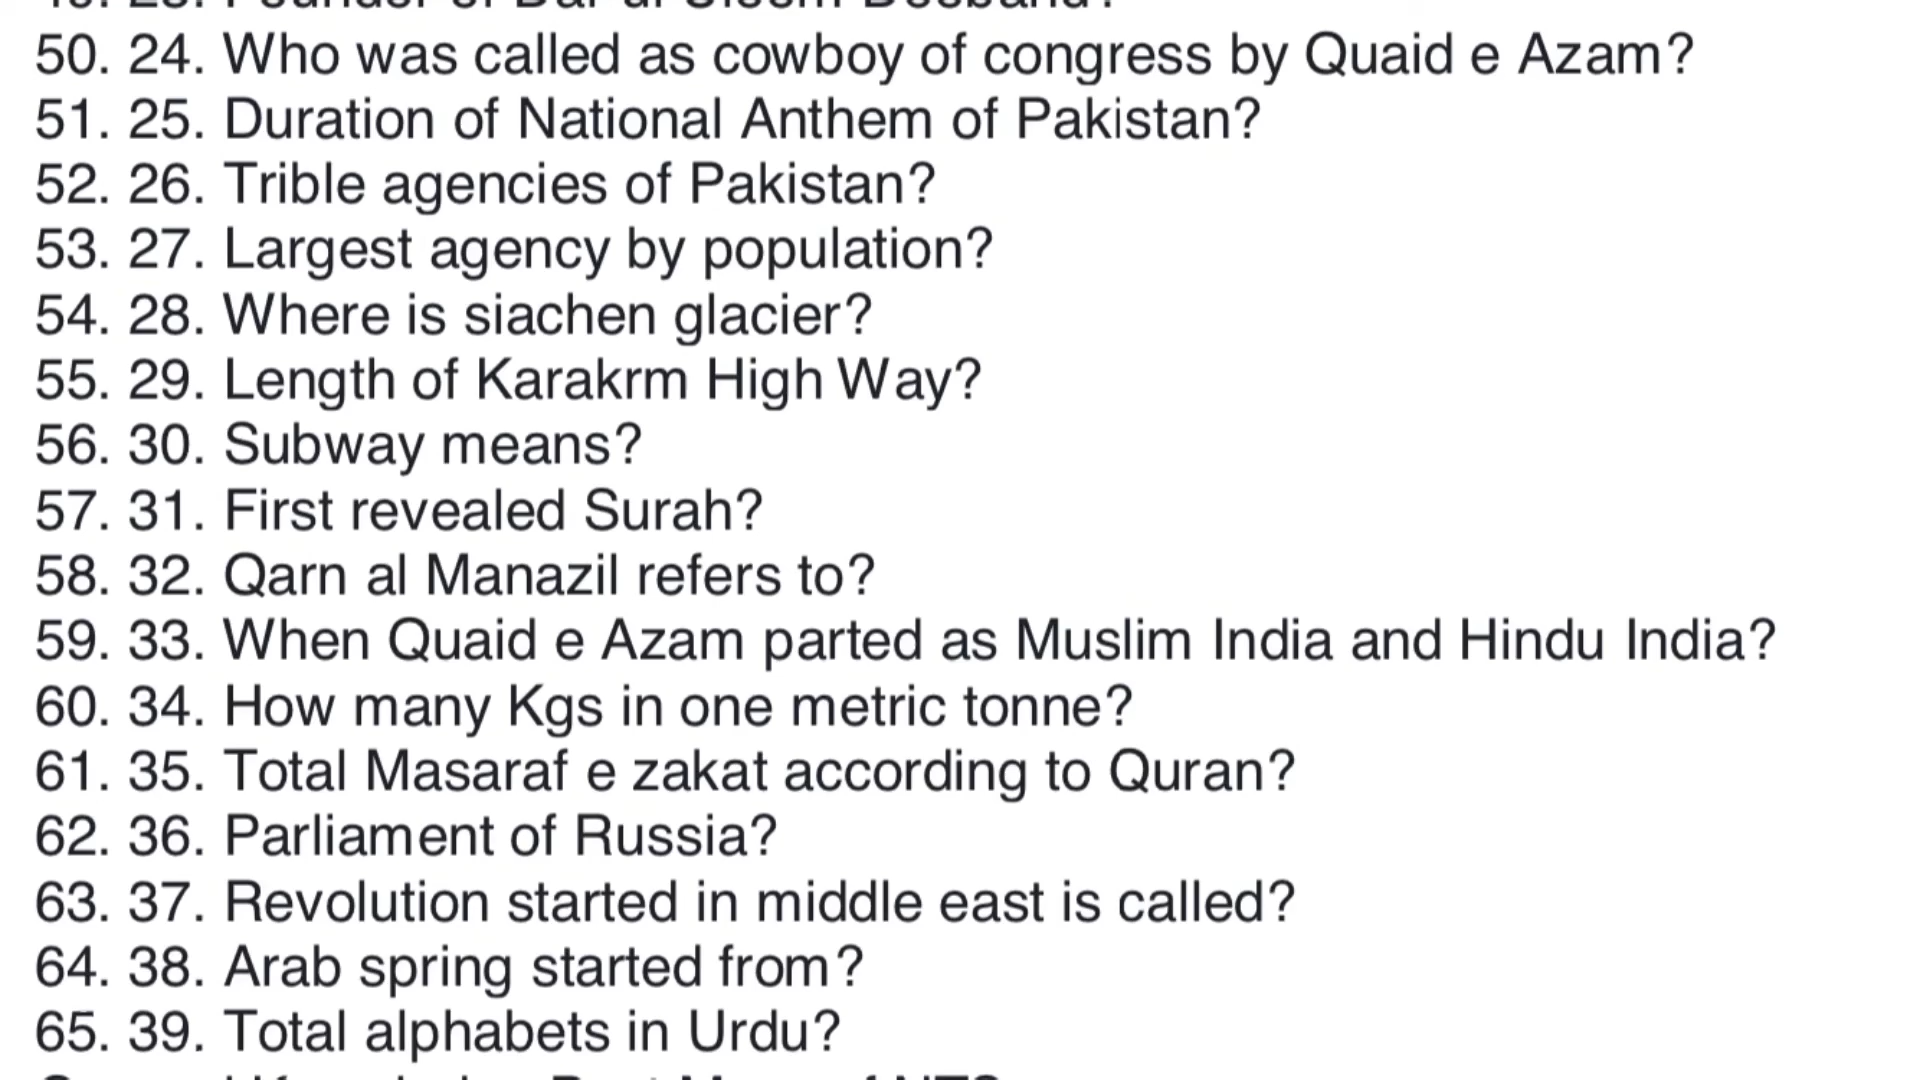 50. 24. Who was called as cowboy of congress by Quaid e Azam?
51. 25. Duration of National Anthem of Pakistan?
52. 26. Trible agencies of Pakistan?
53. 27. Largest agency by population?
54. 28. Where is siachen glacier?
55. 29. Length of Karakrm High Way?
56. 30. Subway means?
57. 31. First revealed Surah?
58. 32. Qarn al Manazil refers to?
59. 33. When Quaid e Azam parted as Muslim India and Hindu India?
60. 34. How many Kgs in one metric tonne?
61. 35. Total Masaraf e zakat according to Quran?
62. 36. Parliament of Russia?
63. 37. Revolution started in middle east is called?
64. 38. Arab spring started from?
65. 39. Total alphabets in Urdu?